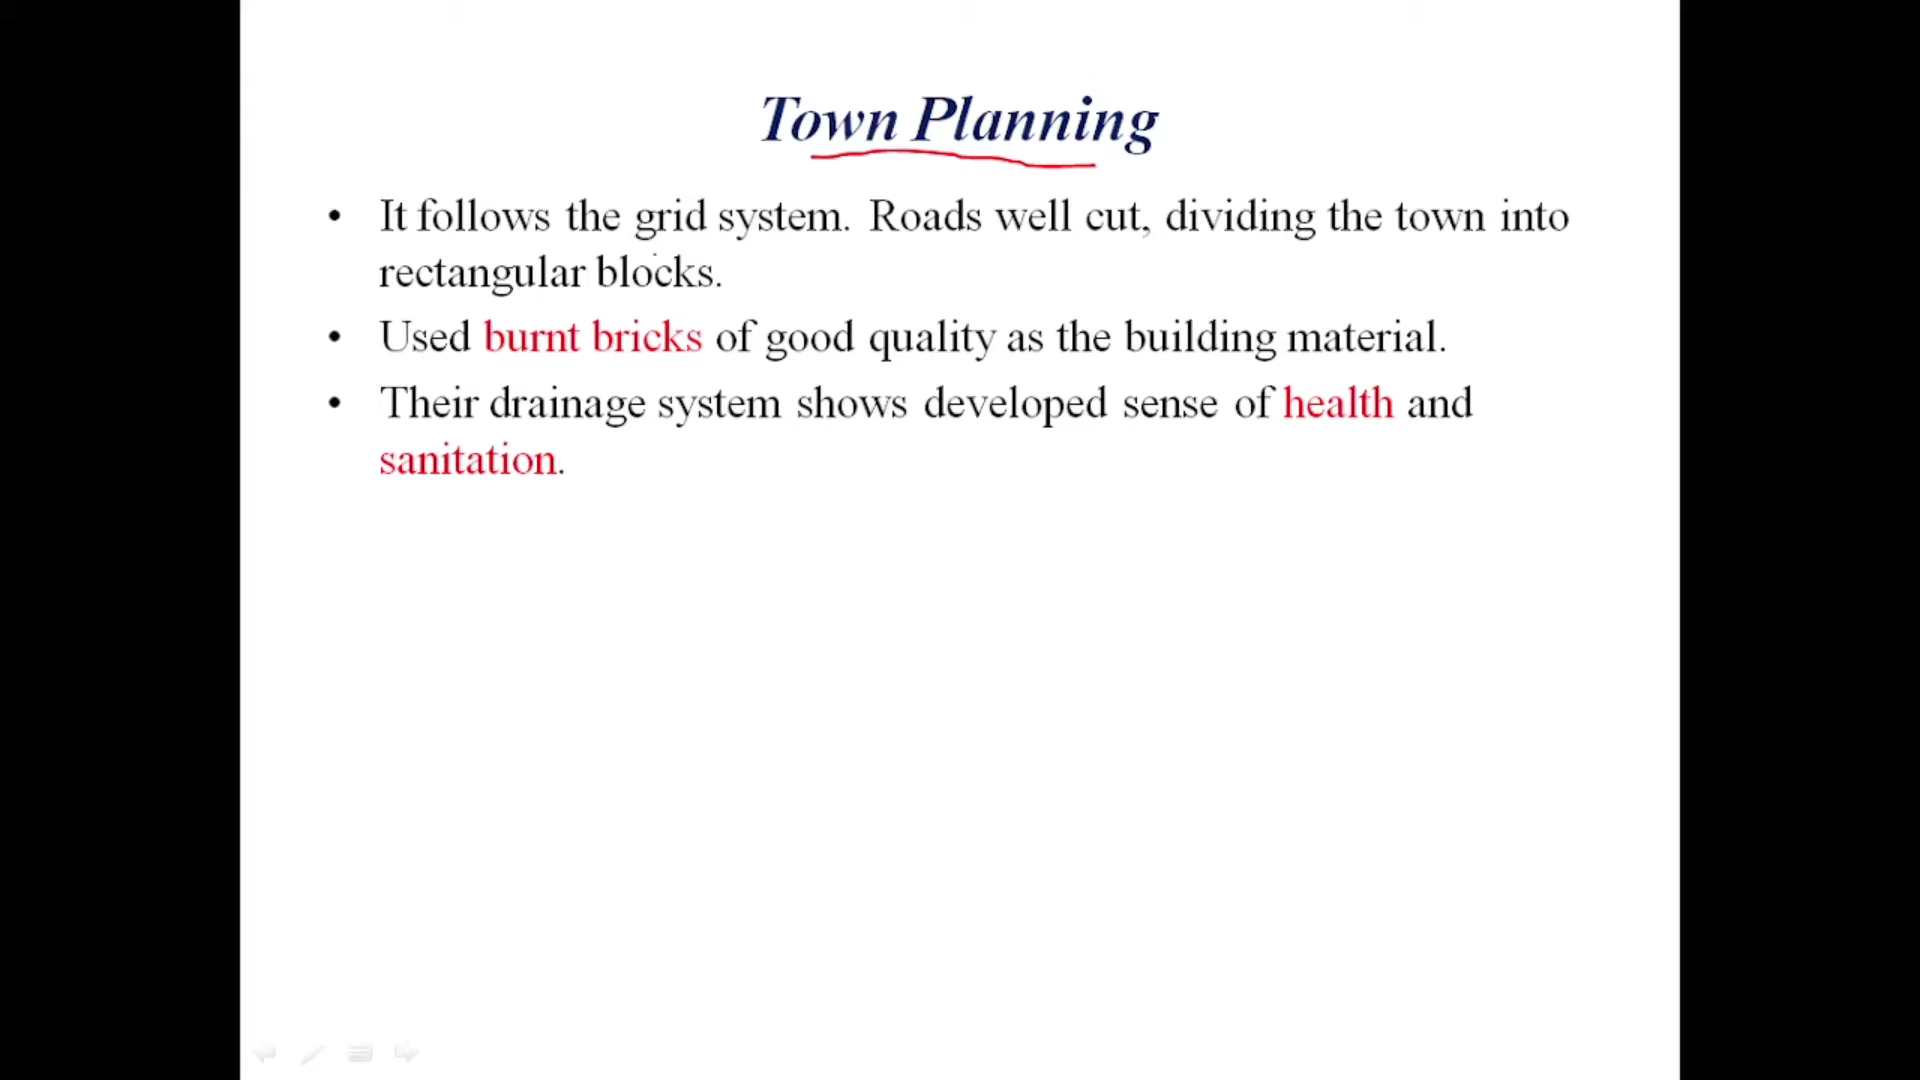 Town Planning
• It follows the grid system. Roads well cut, dividing the town into
rectangular blocks.
• Used burnt bricks of good quality as the building material.
• Their drainage system shows developed sense of health and
sanitation.